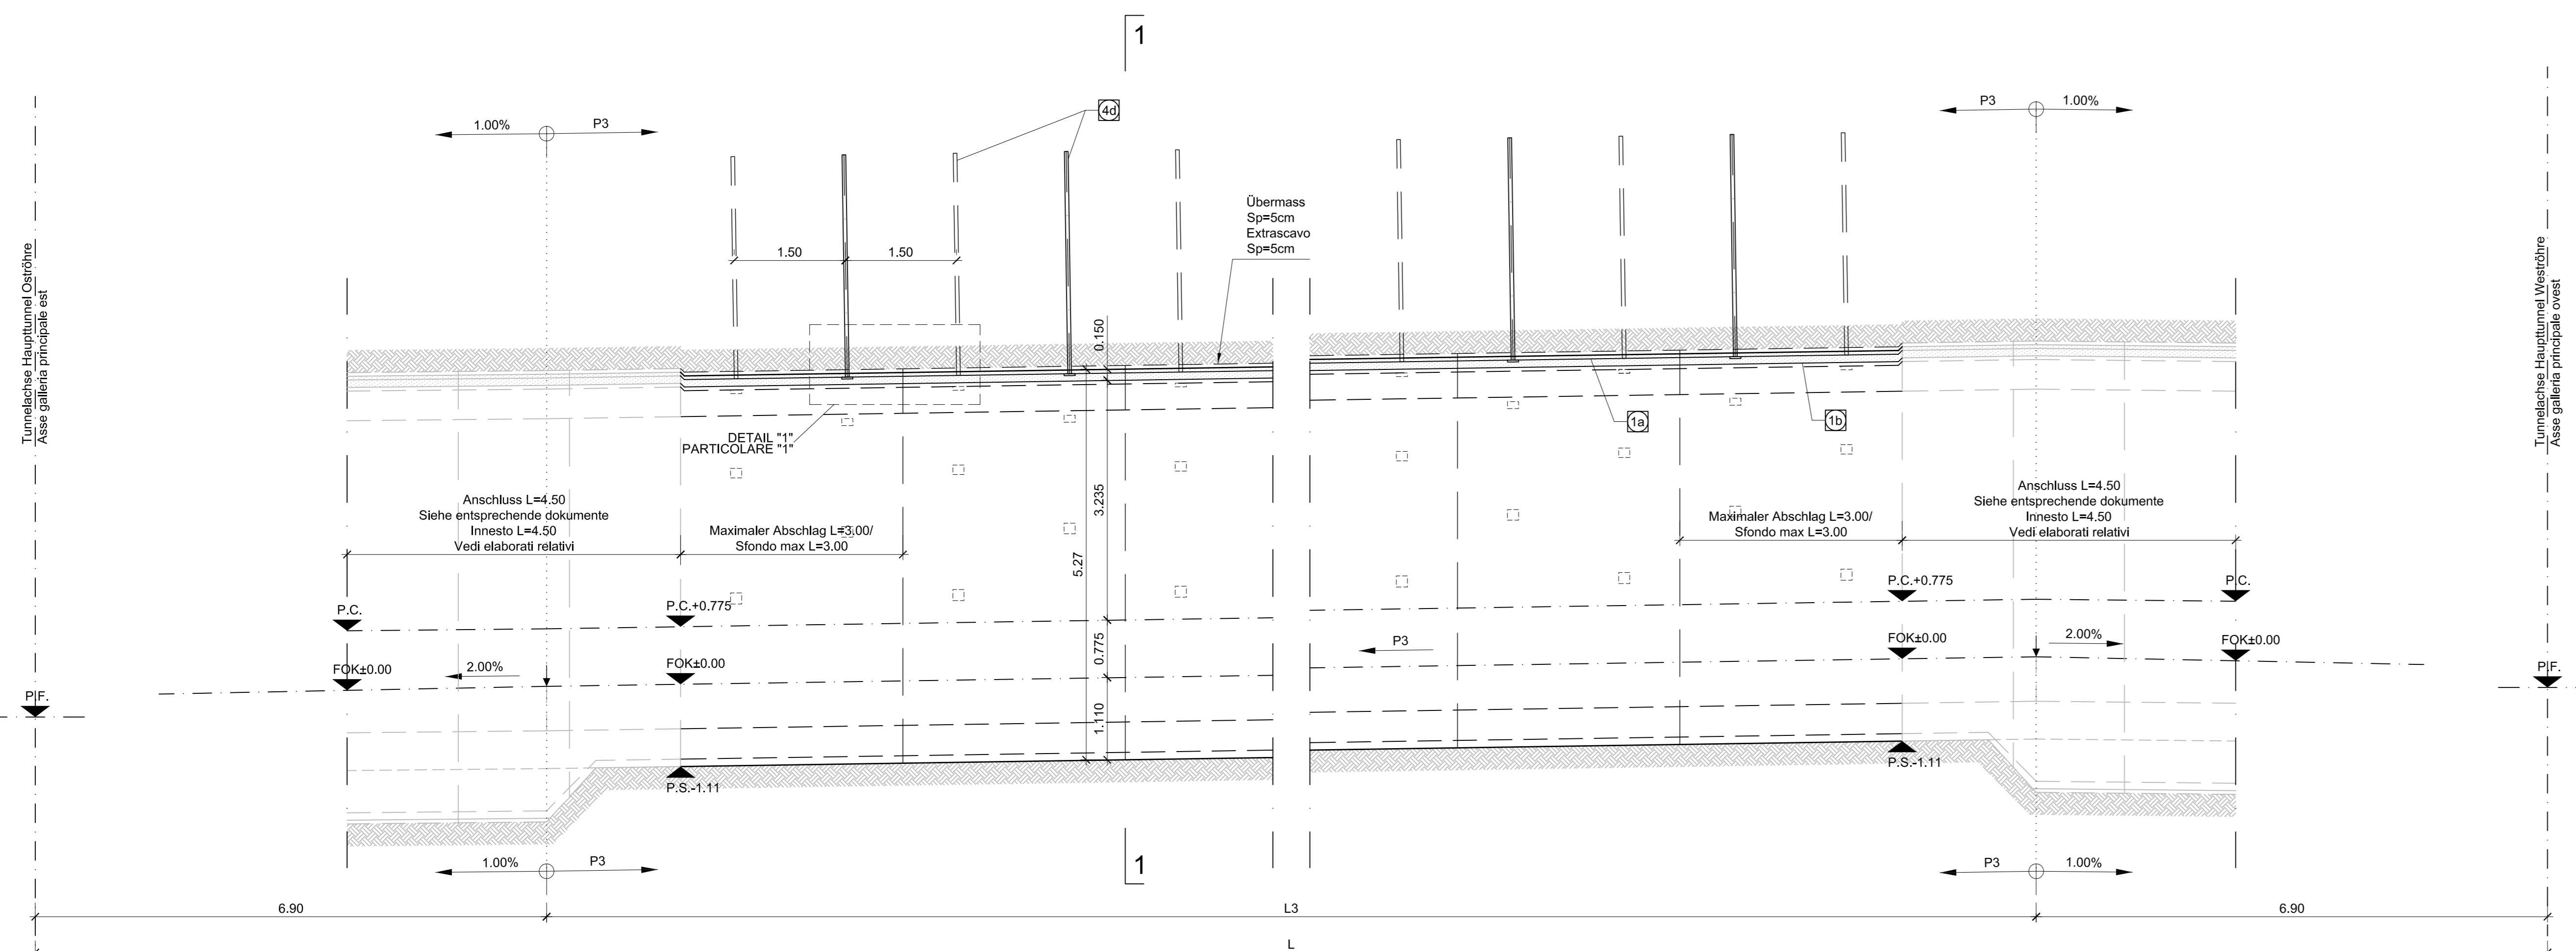 1
1.00%
P3
P3
1.00%
4d
Übermass
Sp=5cm
Extrascavo
Sp=5cm
1.50
1.50
0.150
Tunnelachse Haupttunnel Oströhre
Asse galleria principale est
Tunnelachse Haupttunnel Weströhre
Asse galleria principale ovest
DETAIL "1"
PARTICOLARE "1"
1a
1b
3.235
5.27
Anschluss L=4.50
Siehe entsprechende dokumente
Innesto L=4.50
Vedi elaborati relativi
Maximaler Abschlag L=3.00/
Sfondo max L=3.00
Maximaler Abschlag L=3.00/
Sfondo max L=3.00
Anschluss L=4.50
Siehe entsprechende dokumente
Innesto L=4.50
Vedi elaborati relativi
P.C.
P.C.+0.775
P.C.+0.775
P.C.
0.775
P3
FOK±0.00
2.00%
FOK±0.00
FOK±0.00
2.00%
FOK±0.00
P.F.
P.F.
1.110
P.S.-1.11
P.S.-1.11
1.00%
P3
1
P3
1.00%
6.90
L3
6.90
L